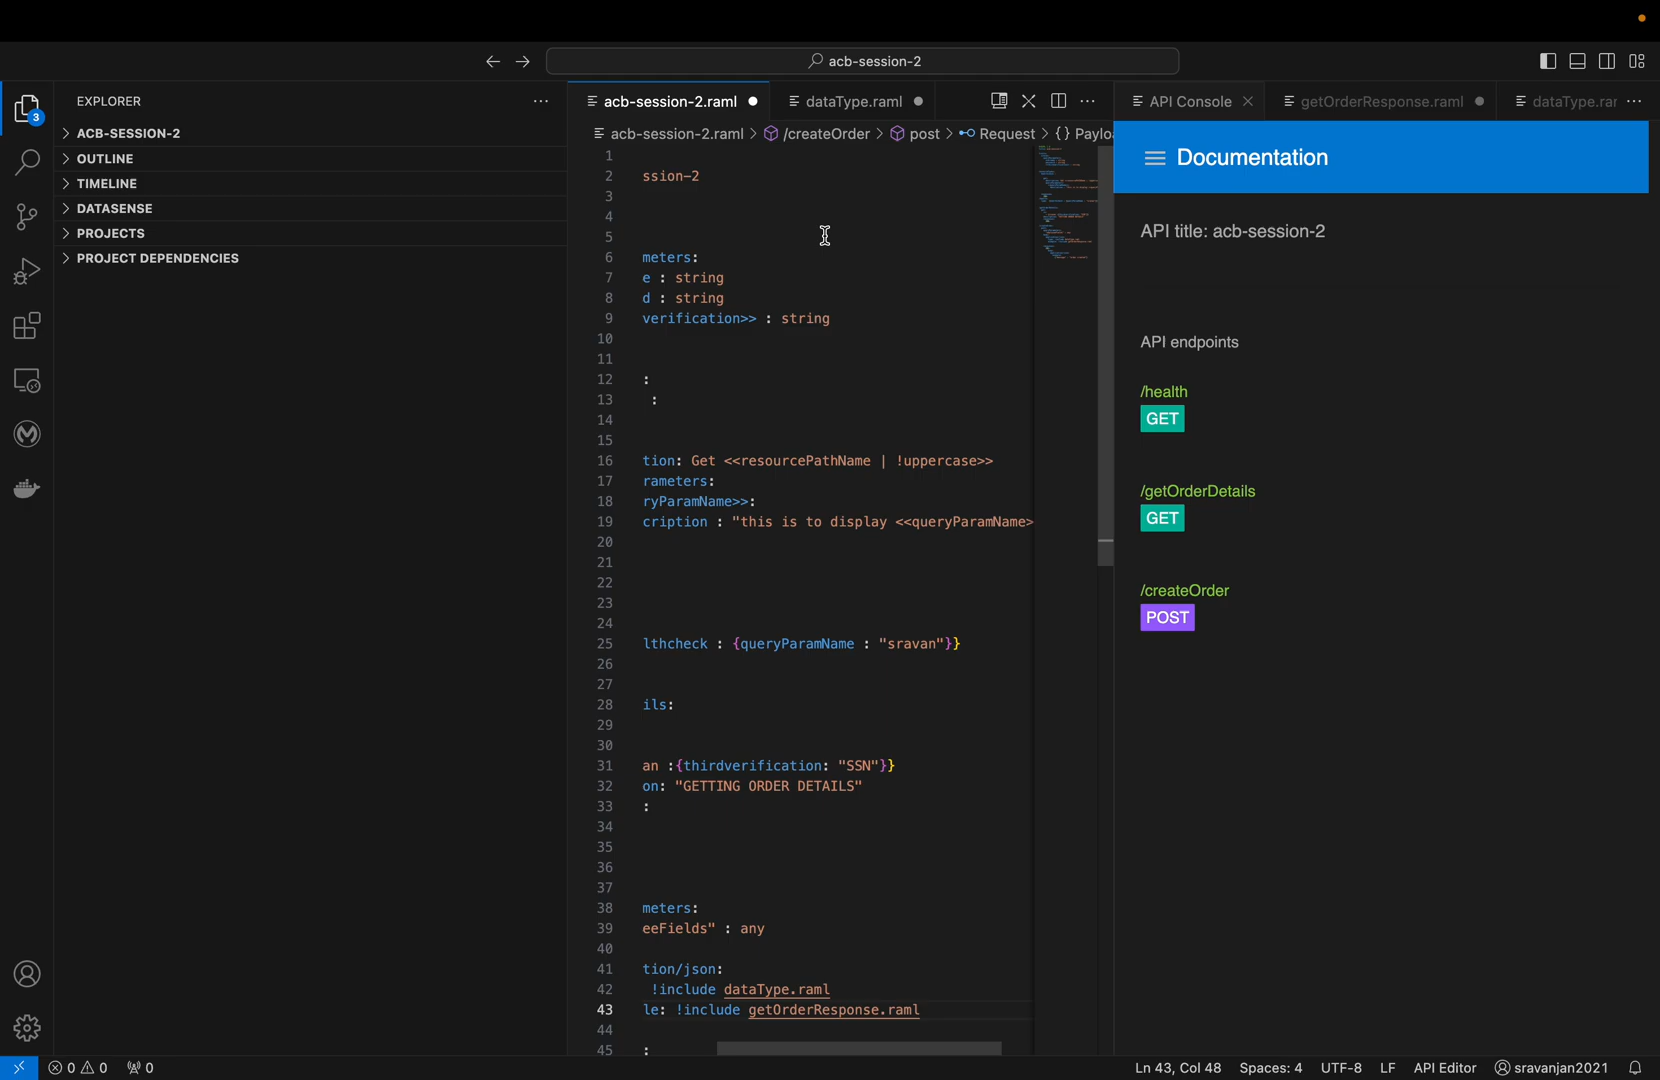 acb-session-2
EXPLORER
ACB-SESSION-2
OUTLINE
TIMELINE
DATASENSE
PROJECTS
PROJECT DEPENDENCIES
3
acb-session-2.raml
dataType.raml
acb-session-2.raml > /createOrder > post > Request > {} Paylo
1
2 ssion-2
3
4
5
6 meters:
7 e : string
8 d : string
9 verification>> : string
10
11
12 :
13 :
14
15
16 tion: Get <<resourcePathName | !uppercase>>
17 rameters:
18 ryParamName>>:
19 cription : "this is to display <<queryParamName>
20
21
22
23
24
25 lthcheck : {queryParamName : "sravan"}}
26
27
28 ils:
29
30
31 an :{thirdverification: "SSN"}}
32 on: "GETTING ORDER DETAILS"
33 :
34
35
36
37
38 meters:
39 eeFields" : any
40
41 tion/json:
42 !include dataType.raml
43 le: !include getOrderResponse.raml
44
45 :
API Console
getOrderResponse.raml
dataType.rar
Documentation
API title: acb-session-2
API endpoints
/health
GET
/getOrderDetails
GET
/createOrder
POST
0 0 0
Ln 43, Col 48 Spaces: 4 UTF-8 LF API Editor sravanjan2021